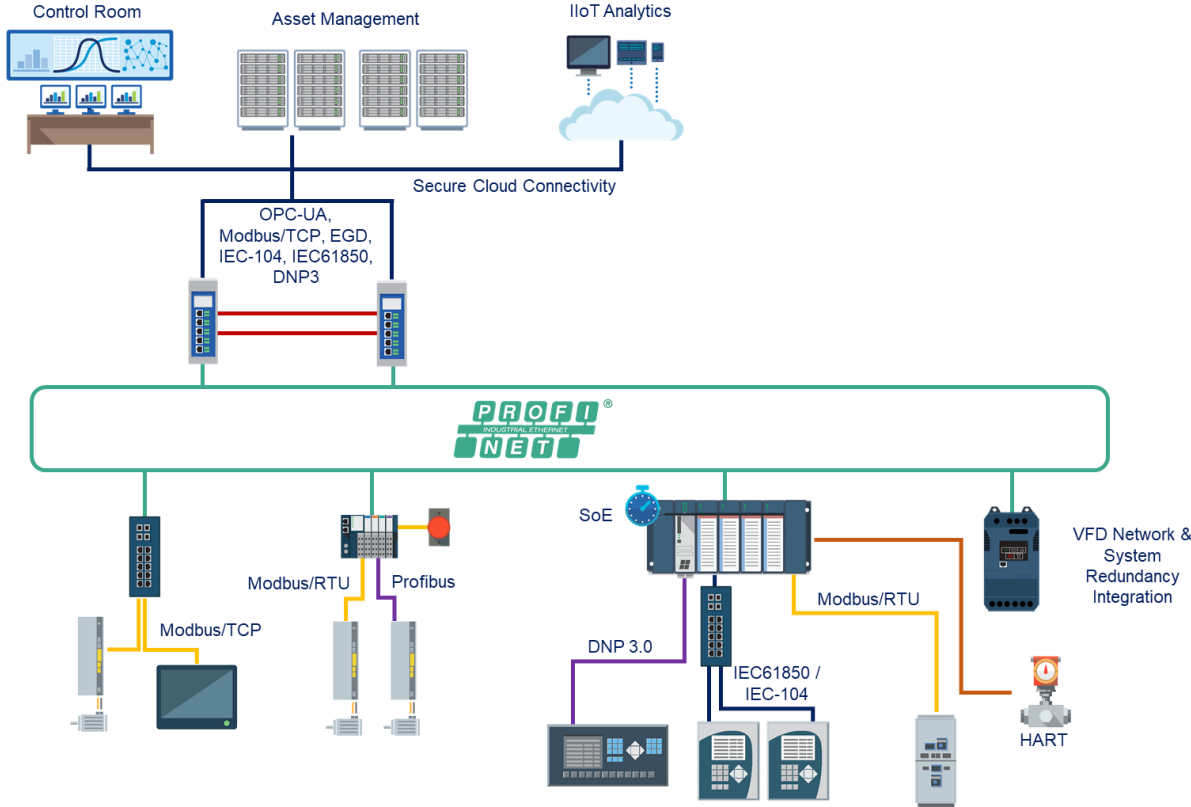 Control Room
Asset Management
IIoT Analytics
Secure Cloud Connectivity
OPC-UA,
Modbus/TCP, EGD,
IEC-104, IEC61850,
DNP3
PROFI®
INDUSTRIAL ETHERNET
NET
SoE
VFD Network &
System
Redundancy
Integration
Modbus/RTU
Profibus
Modbus/RTU
Modbus/TCP
DNP 3.0
IEC61850 /
IEC-104
HART